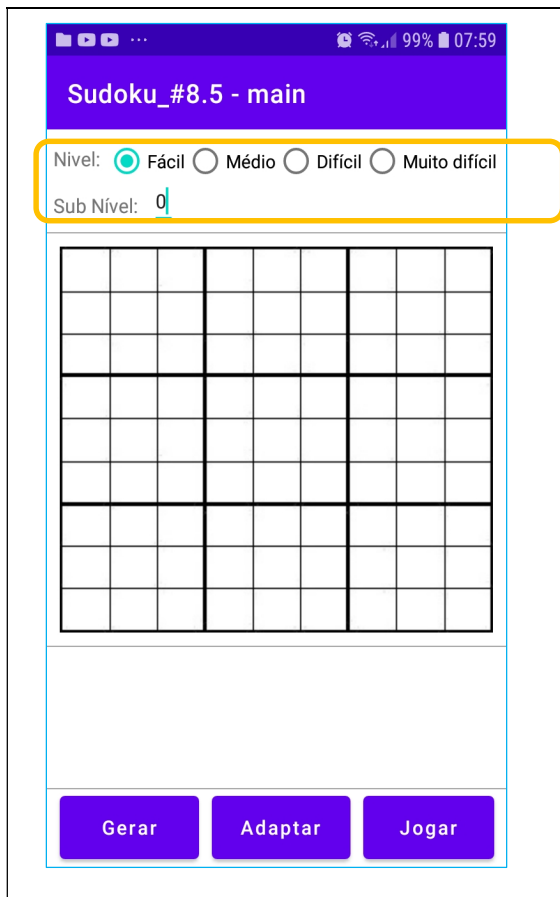 ... 99% 07:59
Sudoku_#8.5 - main
Nivel: Fácil Médio Difícil Muito difícil
Sub Nível: 0
Gerar Adaptar Jogar